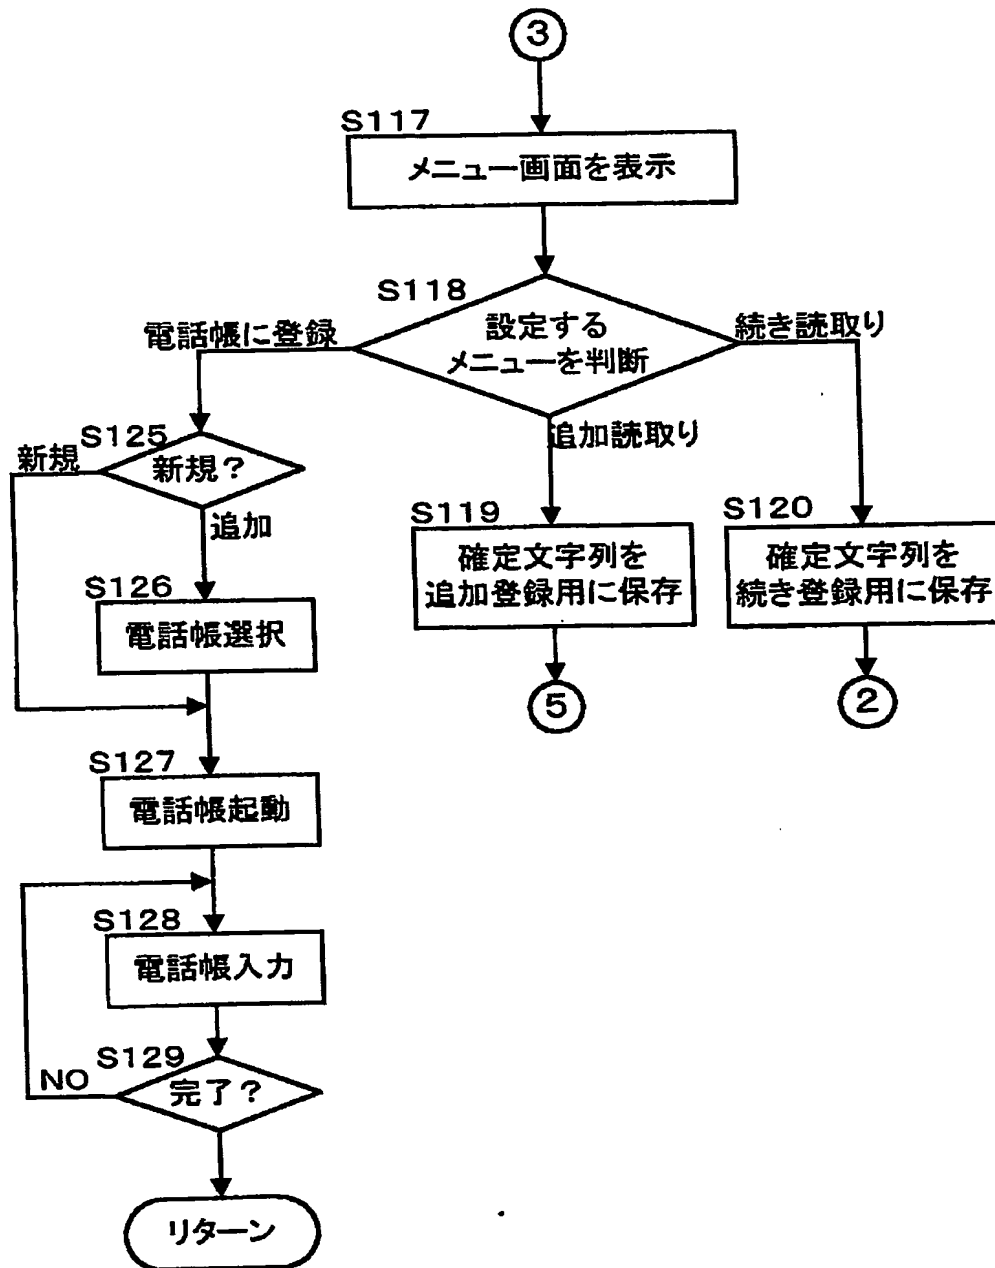 3
S117
メニュー画面を表示
S118
設定する
メニューを判断
電話帳に登録
続き読取り
追加読取り
S125
新規?
新規
追加
S119
確定文字列を
追加登録用に保存
S120
確定文字列を
続き登録用に保存
S126
電話帳選択
5
2
S127
電話帳起動
S128
電話帳入力
S129
完了?
NO
リターン